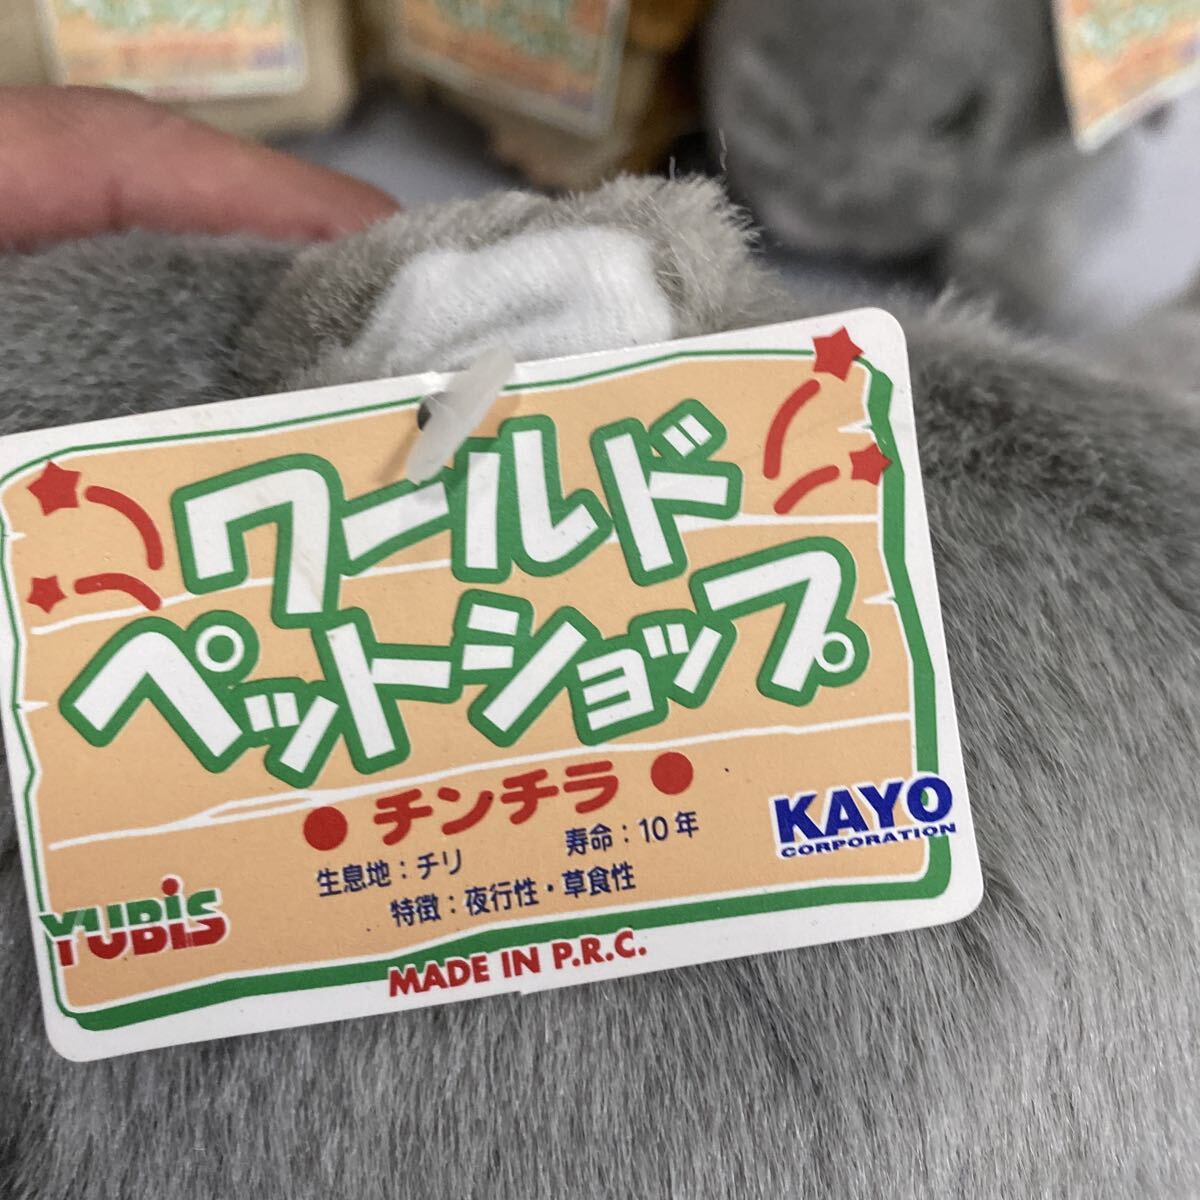 ワールド
ペットショップ
● チンチラ ●
生息地：チリ 寿命：10年
特徴：夜行性・草食性
KAYO
CORPORATION
YUBIS
MADE IN P.R.C.